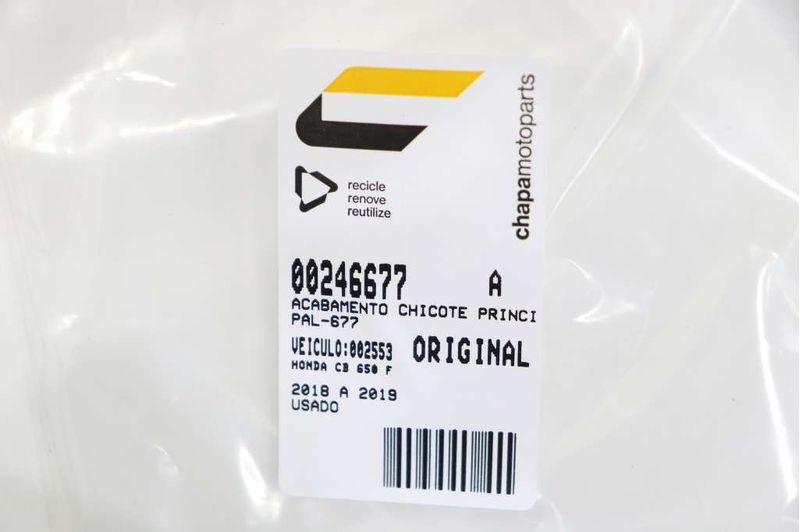 chapamotoparts
recicle
renove
reutilize
00246677 A
ACABAMENTO CHICOTE PRINCI
PAL-677
VEICULO:002553 ORIGINAL
HONDA CB 650 F
2018 A 2019
USADO